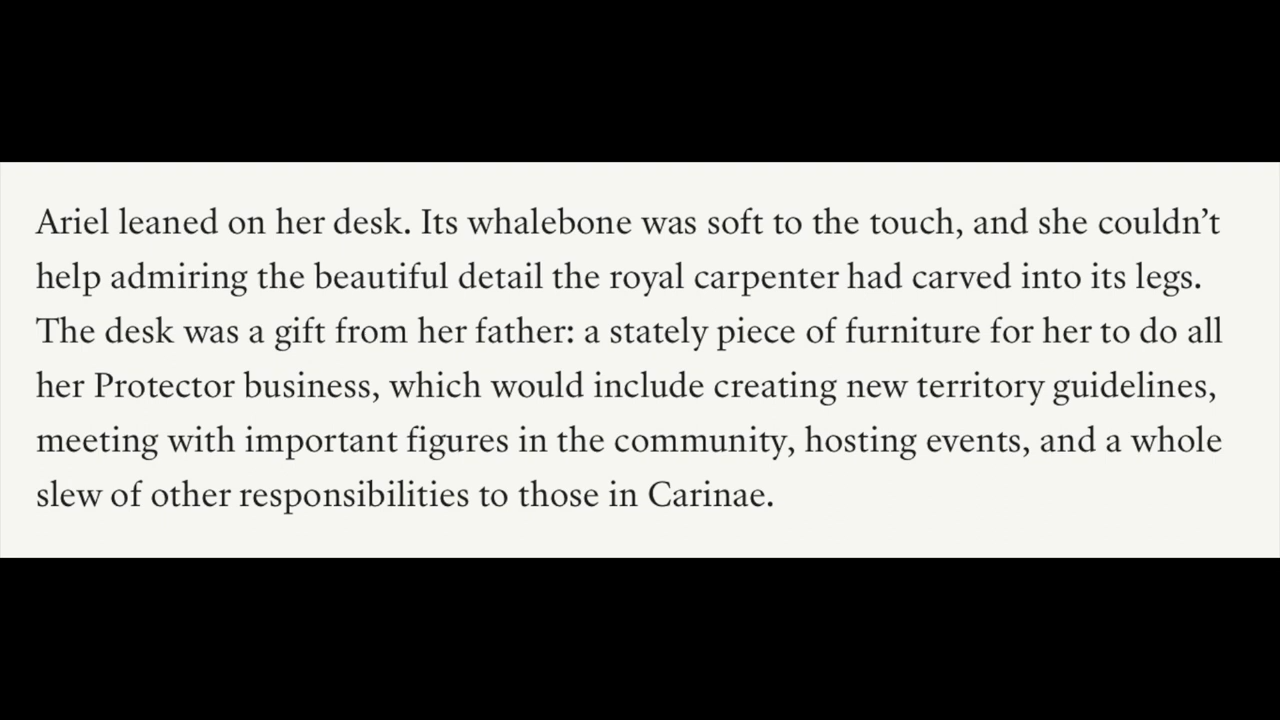 Ariel leaned on her desk. Its whalebone was soft to the touch, and she couldn’t
help admiring the beautiful detail the royal carpenter had carved into its legs.
The desk was a gift from her father: a stately piece of furniture for her to do all
her Protector business, which would include creating new territory guidelines,
meeting with important figures in the community, hosting events, and a whole
slew of other responsibilities to those in Carinae.